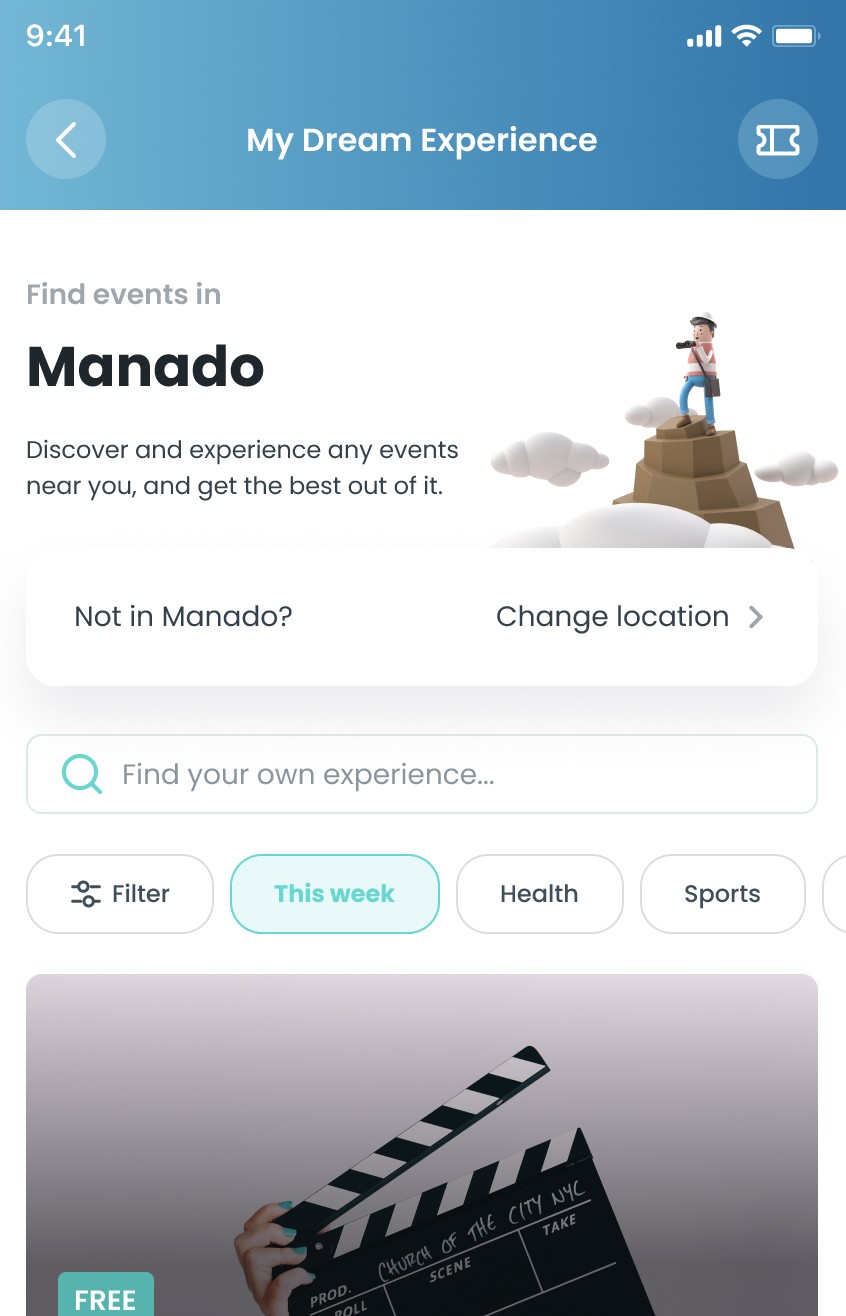 9:41
My Dream Experience
Find events in
Manado
Discover and experience any events
near you, and get the best out of it.
Not in Manado?
Change location
Find your own experience...
Filter
This week
Health
Sports
CHURCH OF THE CITY NYC
PROD.
SCENE
TAKE
ROLL
FREE